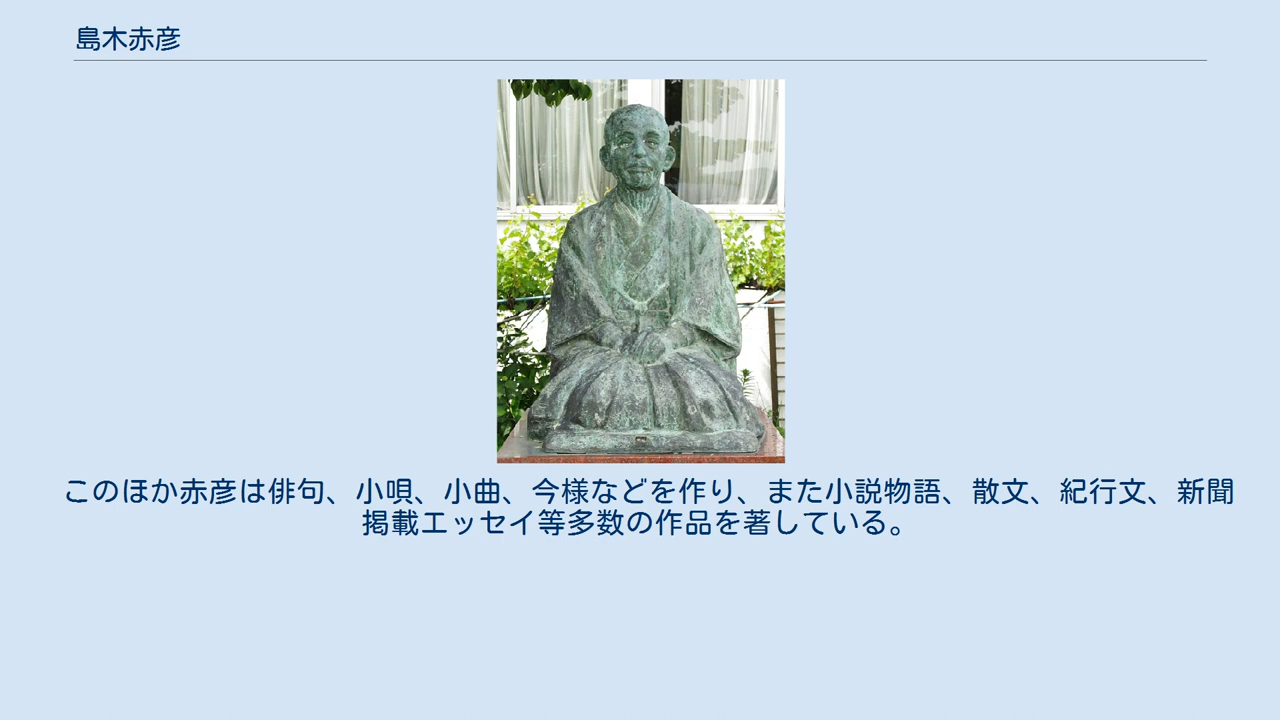 島木赤彦
このほか赤彦は俳句、小唄、小曲、今様などを作り、また小説物語、散文、紀行文、新聞
掲載エッセイ等多数の作品を著している。